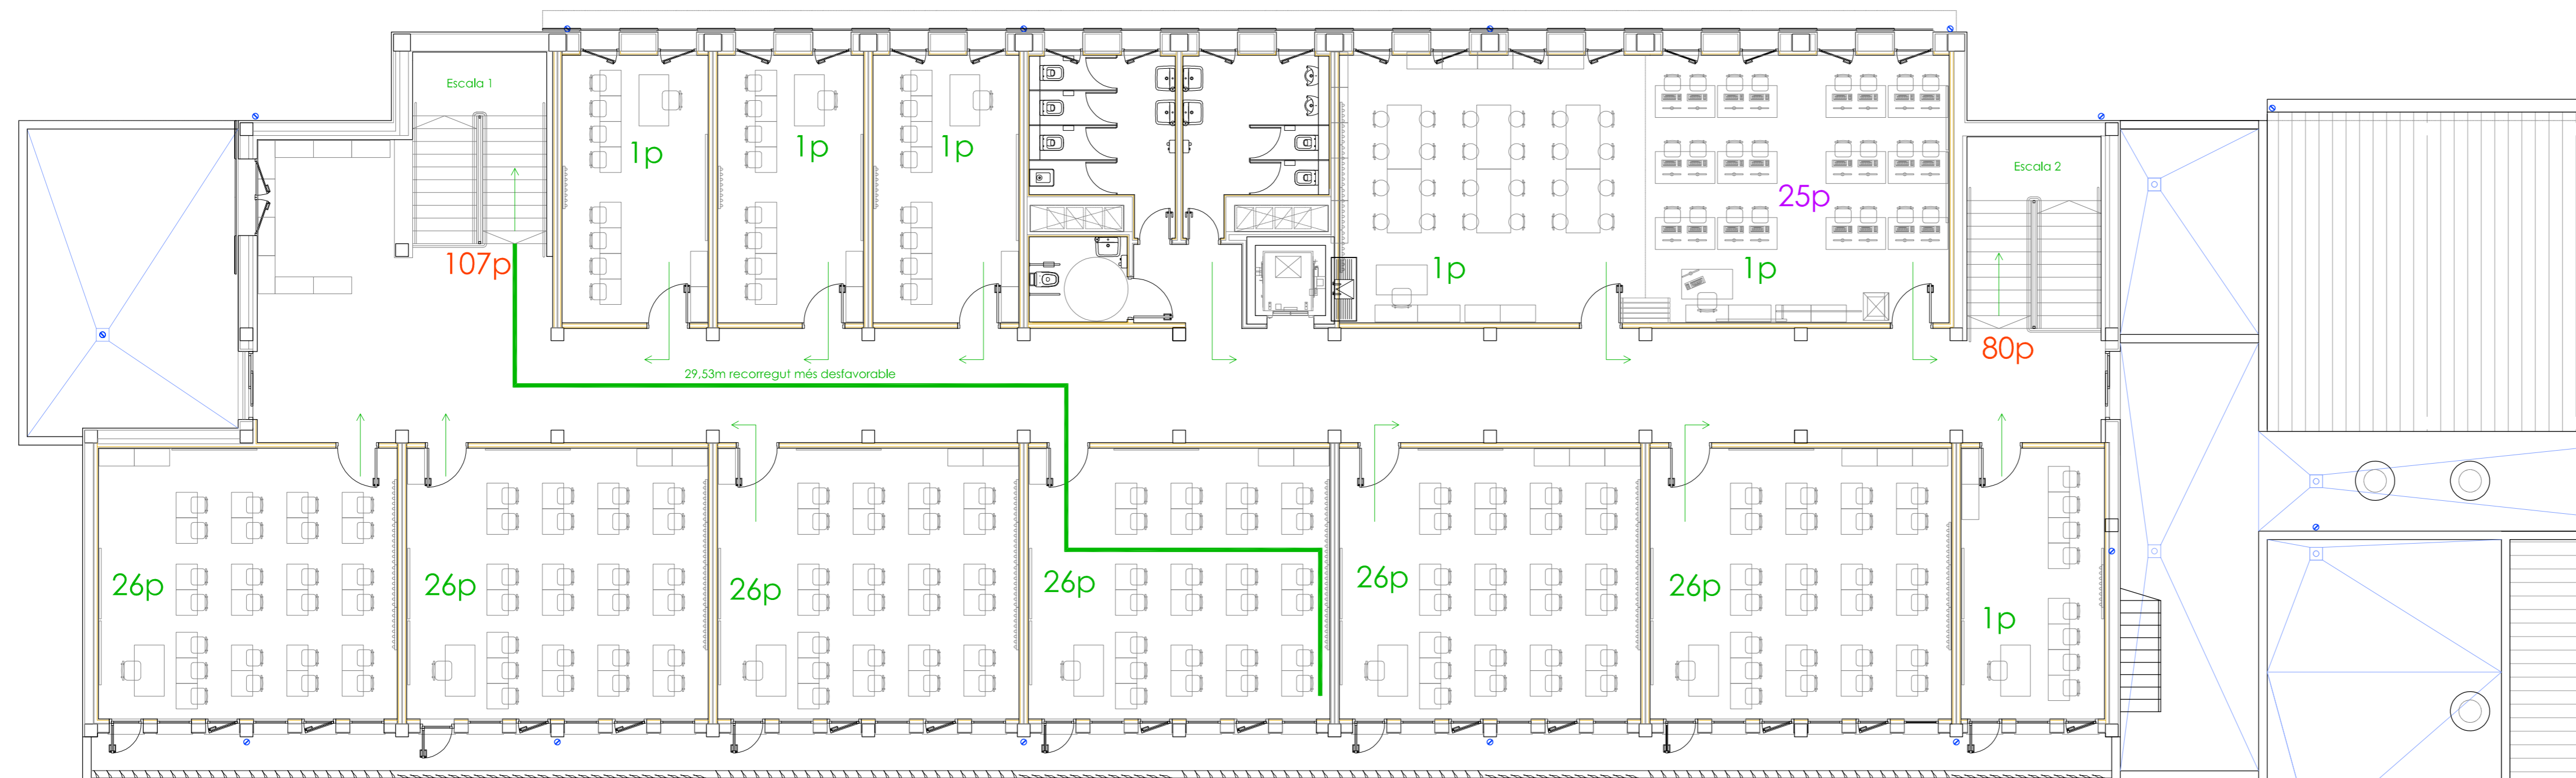 Escala 1
1p
1p
1p
25p
Escala 2
107p
1p
1p
80p
29,53m recorregut més desfavorable
26p
26p
26p
26p
26p
26p
1p